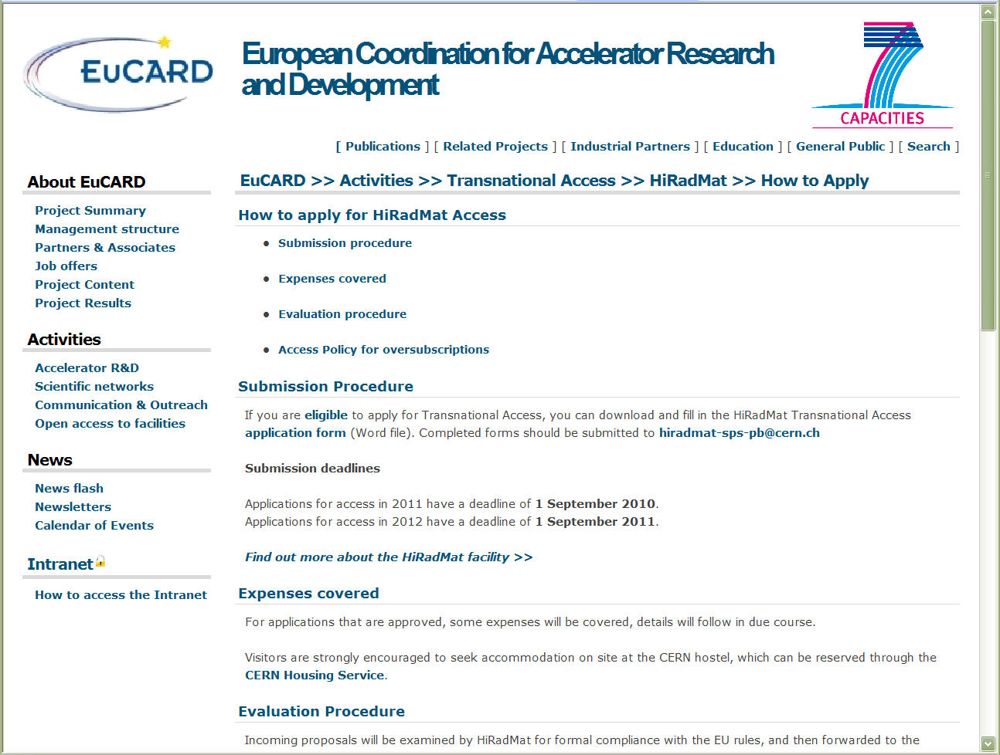 EuCARD
European Coordination for Accelerator Research
and Development
7
CAPACITIES
[ Publications ] [ Related Projects ] [ Industrial Partners ] [ Education ] [ General Public ] [ Search ]
About EuCARD
Project Summary
Management structure
Partners & Associates
Job offers
Project Content
Project Results
Activities
Accelerator R&D
Scientific networks
Communication & Outreach
Open access to facilities
News
News flash
Newsletters
Calendar of Events
Intranet
How to access the Intranet
EuCARD >> Activities >> Transnational Access >> HiRadMat >> How to Apply
How to apply for HiRadMat Access
• Submission procedure
• Expenses covered
• Evaluation procedure
• Access Policy for oversubscriptions
Submission Procedure
If you are eligible to apply for Transnational Access, you can download and fill in the HiRadMat Transnational Access
application form (Word file). Completed forms should be submitted to hiradmat-sps-pb@cern.ch
Submission deadlines
Applications for access in 2011 have a deadline of 1 September 2010.
Applications for access in 2012 have a deadline of 1 September 2011.
Find out more about the HiRadMat facility >>
Expenses covered
For applications that are approved, some expenses will be covered, details will follow in due course.
Visitors are strongly encouraged to seek accommodation on site at the CERN hostel, which can be reserved through the
CERN Housing Service.
Evaluation Procedure
Incoming proposals will be examined by HiRadMat for formal compliance with the EU rules, and then forwarded to the